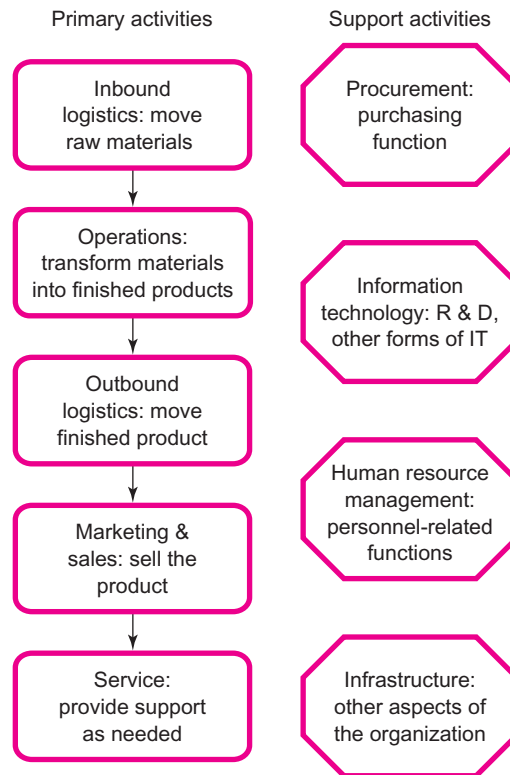 Primary activities
Inbound
logistics: move
raw materials
Operations:
transform materials
into finished products
Outbound
logistics: move
finished product
Marketing &
sales: sell the
product
Service:
provide support
as needed
Support activities
Procurement:
purchasing
function
Information
technology: R & D,
other forms of IT
Human resource
management:
personnel-related
functions
Infrastructure:
other aspects of
the organization